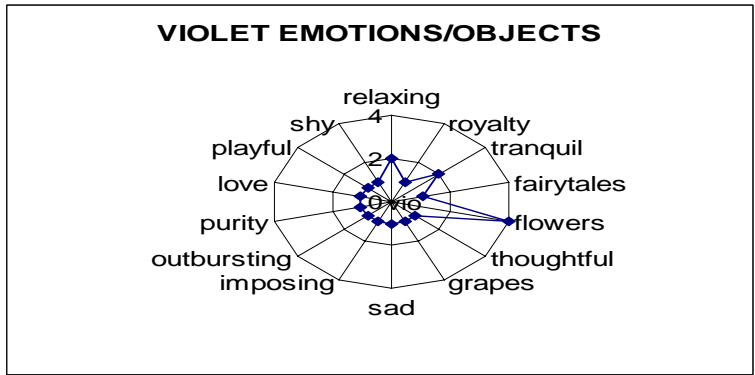 VIOLET EMOTIONS/OBJECTS
relaxing
4
shy
royalty
playful
tranquil
2
love
fairytales
0
vio
purity
flowers
outbursting
thoughtful
imposing
grapes
sad